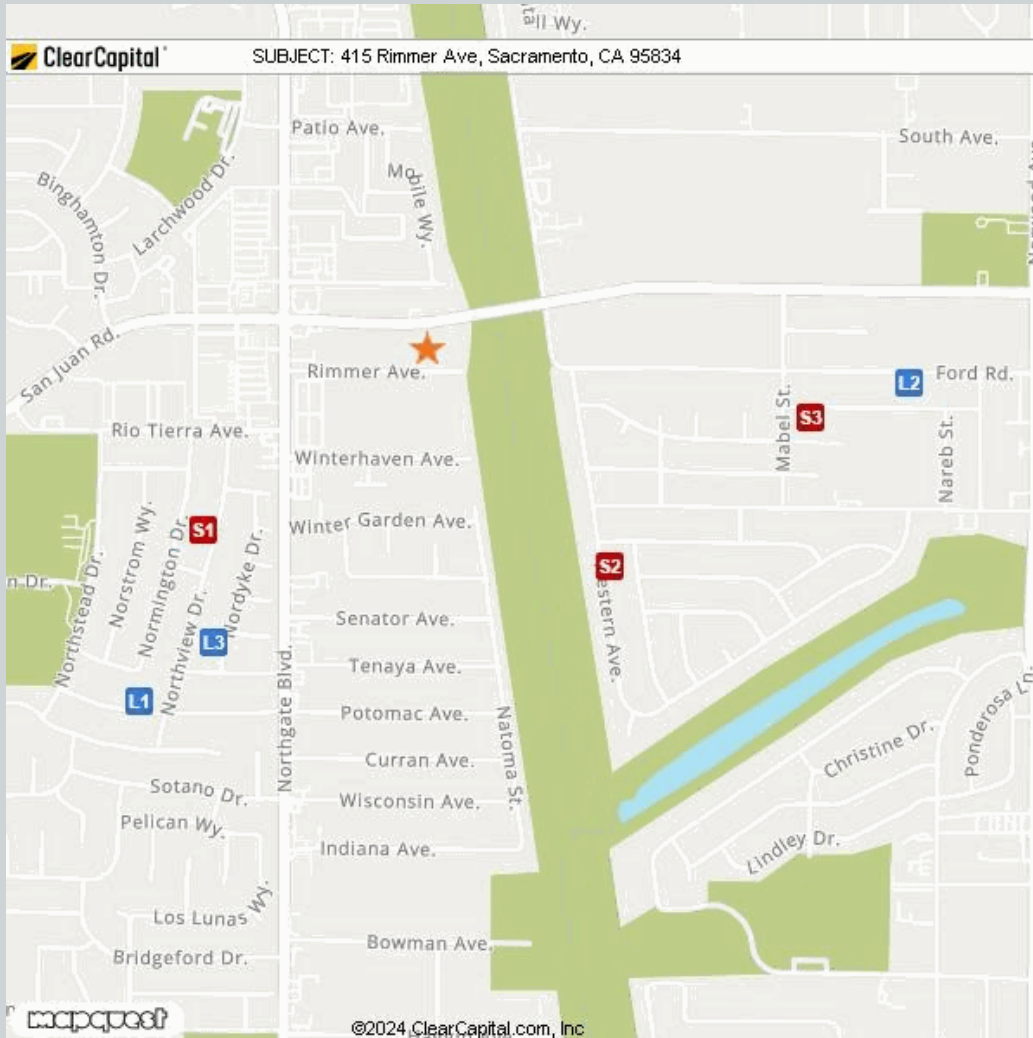 ll Wy.
ClearCapital
SUBJECT: 415 Rimmer Ave, Sacramento, CA 95834
Patio Ave.
South Ave.
Mobile Wy.
Larchwood Dr.
Binghamton Dr.
San Juan Rd.
Rimmer Ave.
Ford Rd.
L2
S3
Mabel St.
Nareb St.
Rio Tierra Ave.
Winterhaven Ave.
Winter Garden Ave.
S1
Norstrom Wy.
Normington Dr.
Nordyke Dr.
Northstead Dr.
Northview Dr.
n Dr.
S2
estern Ave.
Senator Ave.
L3
Tenaya Ave.
L1
Northgate Blvd.
Potomac Ave.
Natoma St.
Ponderosa Ln.
Christine Dr.
Curran Ave.
Sotano Dr.
Wisconsin Ave.
Pelican Wy.
Indiana Ave.
Lindley Dr.
Los Lunas Wy.
Bowman Ave.
Bridgeford Dr.
mapquest
©2024 ClearCapital.com, Inc